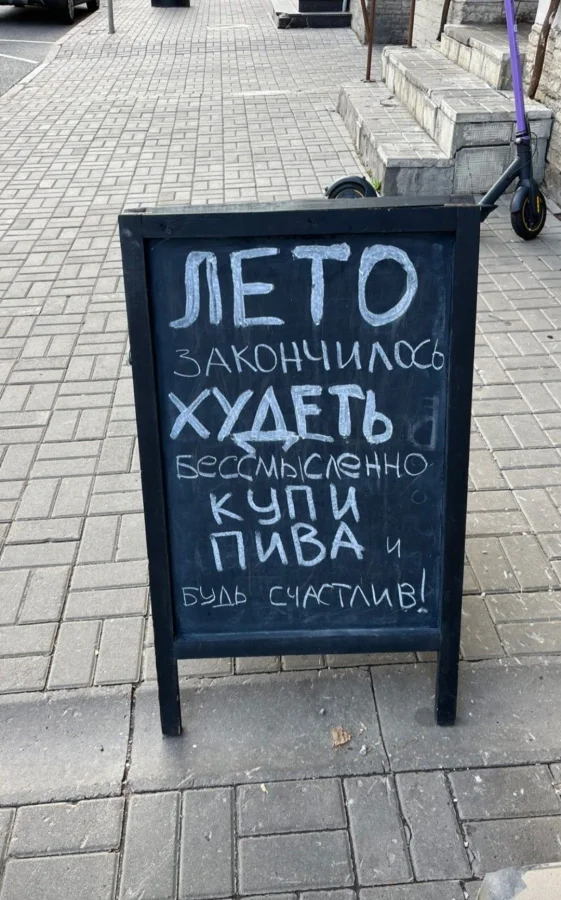 ЛЕТО
ЗАКОНЧИЛОСЬ
ХУДЕТЬ
БЕССМЫСЛЕННО
КУПИ
ПИВА И
БУДЬ СЧАСТЛИВ!